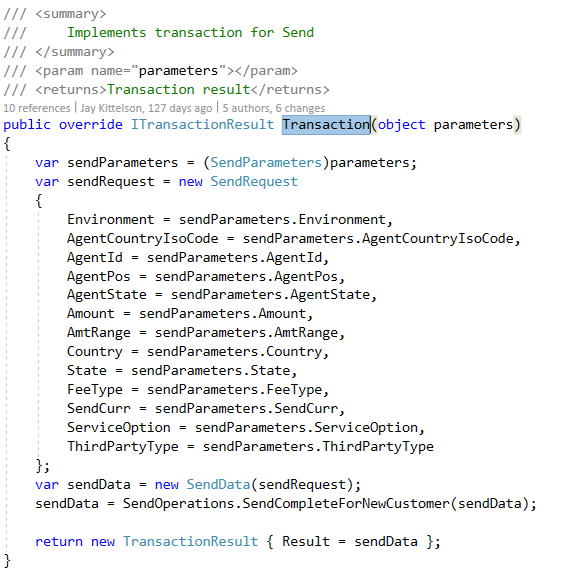 /// <summary>
///     Implements transaction for Send
/// </summary>
/// <param name="parameters"></param>
/// <returns>Transaction result</returns>
10 references | Jay Kittelson, 127 days ago | 5 authors, 6 changes
public override ITransactionResult Transaction(object parameters)
{
    var sendParameters = (SendParameters)parameters;
    var sendRequest = new SendRequest
    {
        Environment = sendParameters.Environment,
        AgentCountryIsoCode = sendParameters.AgentCountryIsoCode,
        AgentId = sendParameters.AgentId,
        AgentPos = sendParameters.AgentPos,
        AgentState = sendParameters.AgentState,
        Amount = sendParameters.Amount,
        AmtRange = sendParameters.AmtRange,
        Country = sendParameters.Country,
        State = sendParameters.State,
        FeeType = sendParameters.FeeType,
        SendCurr = sendParameters.SendCurr,
        ServiceOption = sendParameters.ServiceOption,
        ThirdPartyType = sendParameters.ThirdPartyType
    };
    var sendData = new SendData(sendRequest);
    sendData = SendOperations.SendCompleteForNewCustomer(sendData);

    return new TransactionResult { Result = sendData };
}